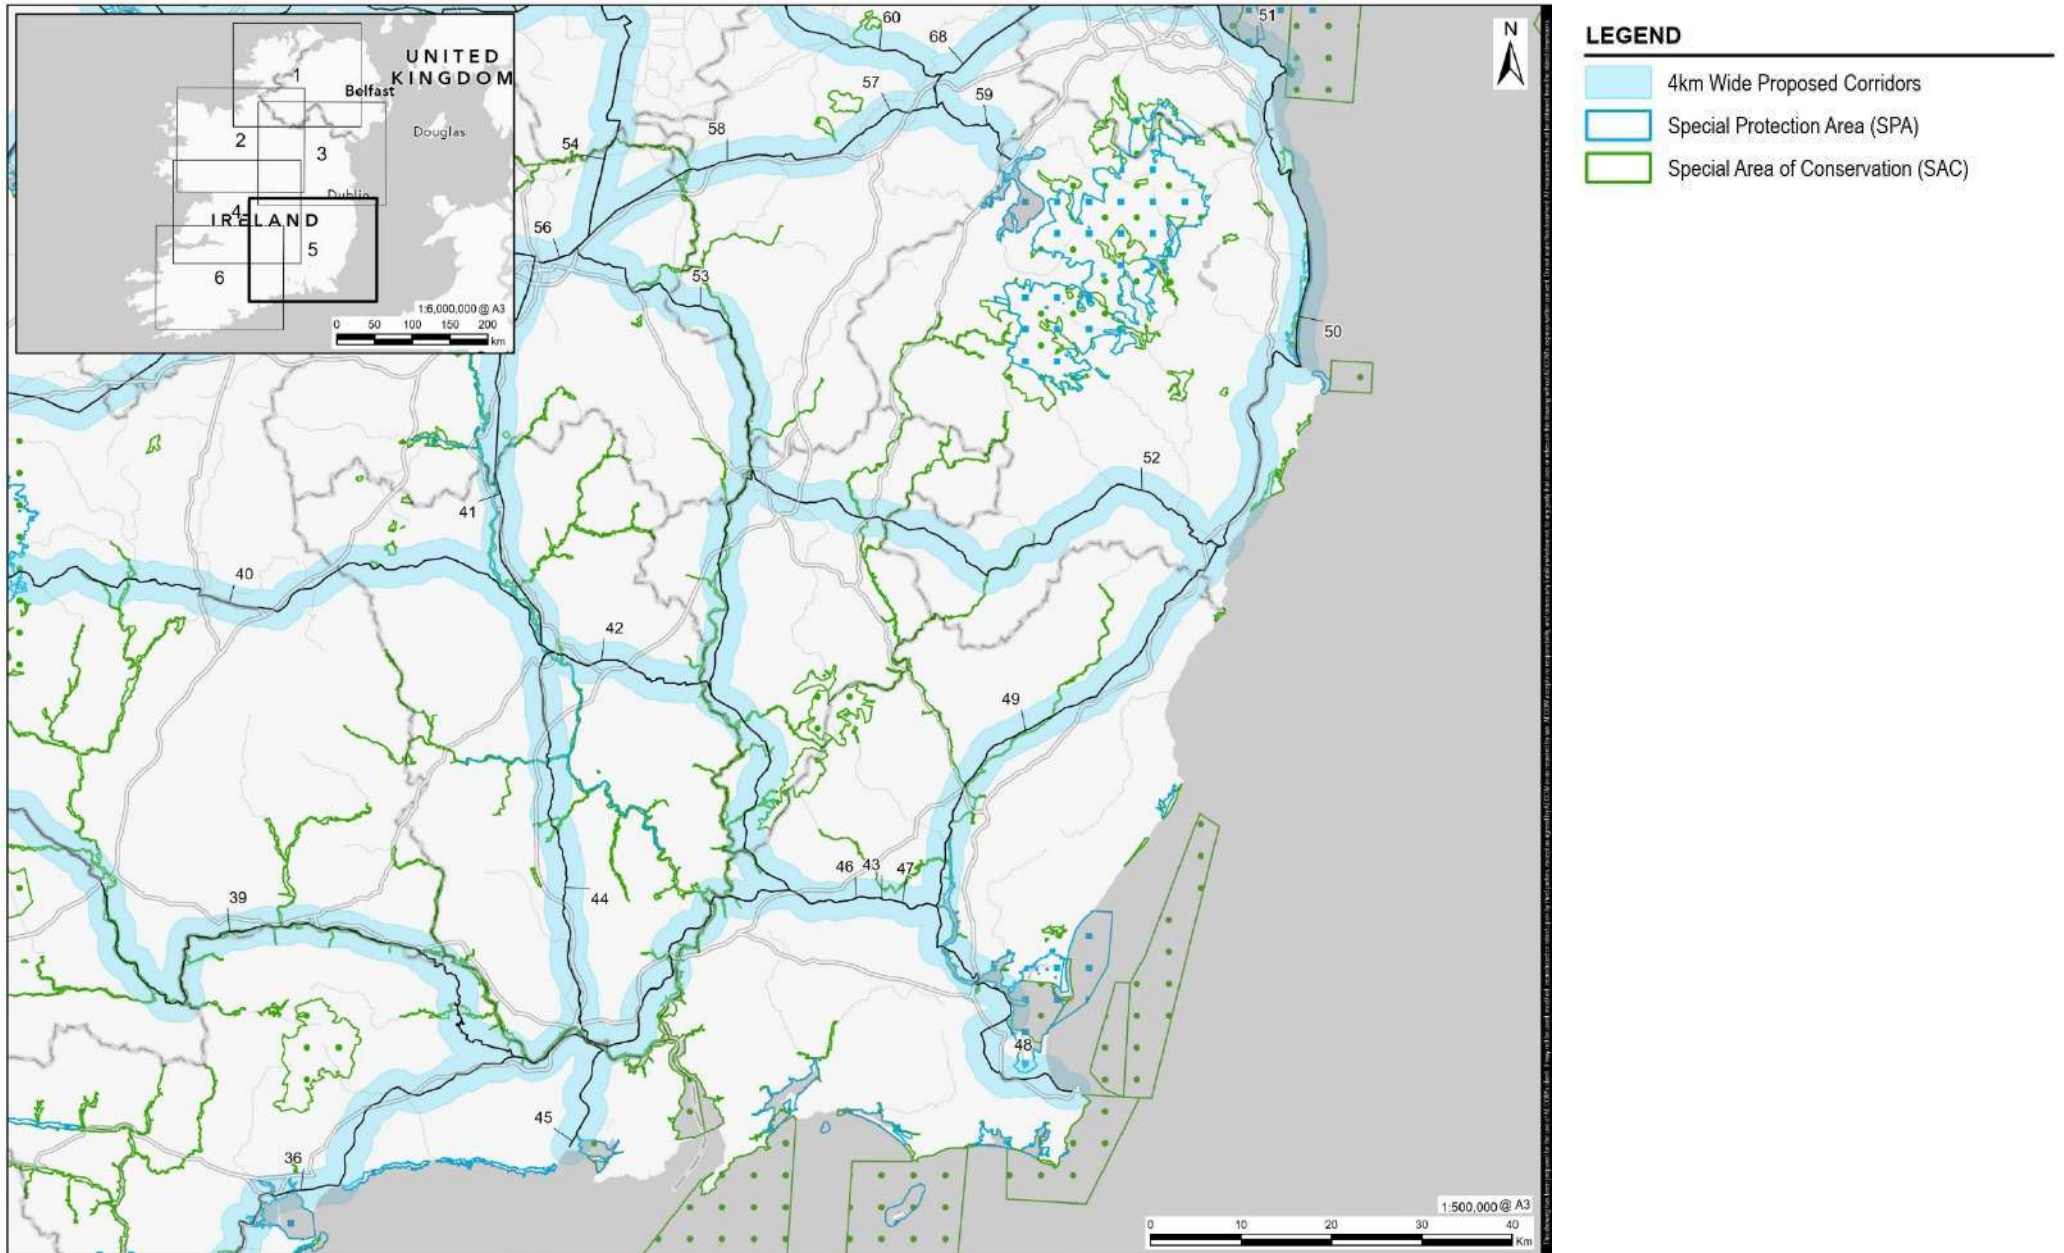 UNITED
KINGDOM
Belfast
Douglas
Dublin
IRELAND
1
2
3
4
5
6
1:6,000,000 @ A3
0 50 100 150 200
km
N
LEGEND
4km Wide Proposed Corridors
Special Protection Area (SPA)
Special Area of Conservation (SAC)
60
51
68
57
59
58
54
56
53
50
52
41
40
42
49
46 43 47
39
44
48
45
36
1:500,000 @ A3
0 10 20 30 40
Km